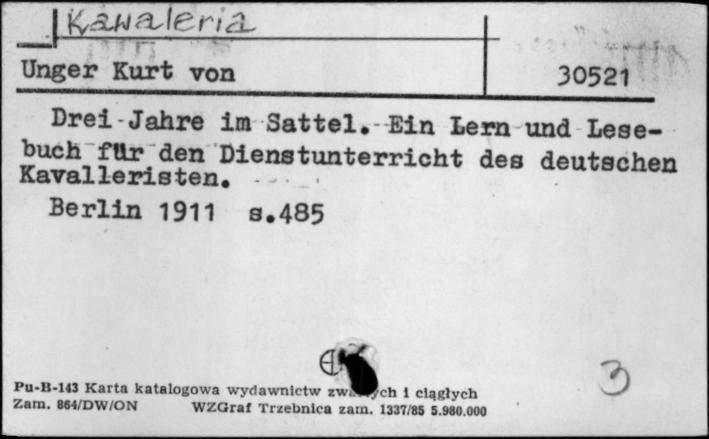 Kawaleria
Unger Kurt von 30521
Drei Jahre im Sattel. Ein Lern und Lese-
buch für den Dienstunterricht des deutschen
Kavalleristen.
Berlin 1911 s.485
3
Pu-B-143 Karta katalogowa wydawnictw i ciągłych
Zam. 864/DW/ON WZGraf Trzebnica zam. 1337/85 5.980.000